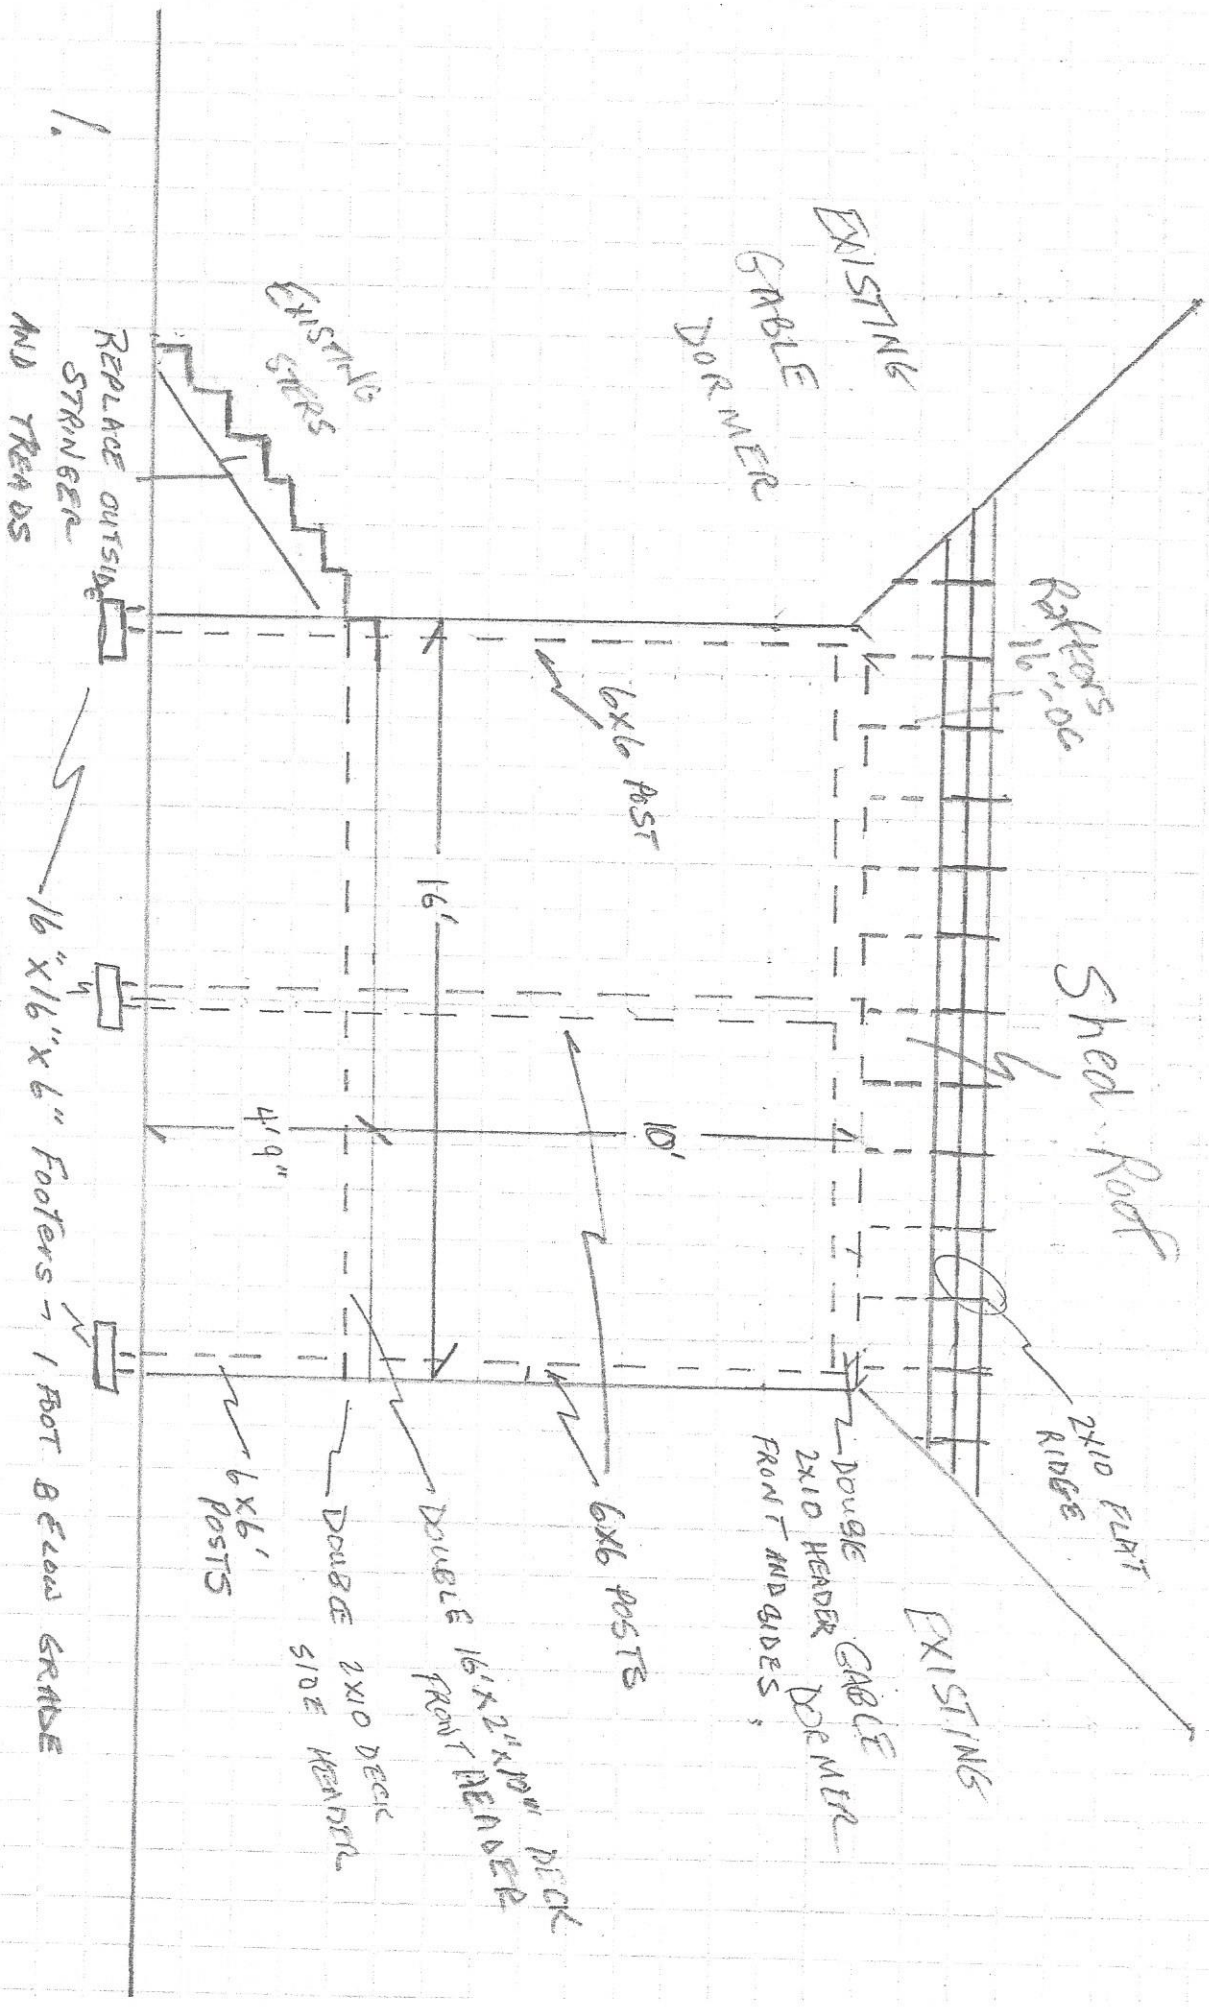 Shed Roof
Rafters
16" OC
2X10 FLAT
RIDGE
EXISTING
GABLE
DORMER
EXISTING
GABLE
DORMER
DOUBLE
2X10 HEADER
FRONT AND SIDES
6X6 POST
6X6 POSTS
16'
10'
4'9"
EXISTING
STEPS
DOUBLE 16'X2"X10" DECK
FRONT HEADER
DOUBLE 2X10 DECK
SIDE HEADER
6X6'
POSTS
REPLACE OUTSIDE
STRINGER
AND TREADS
16"X16"X6" Footers - 1 FOOT BELOW GRADE
1.